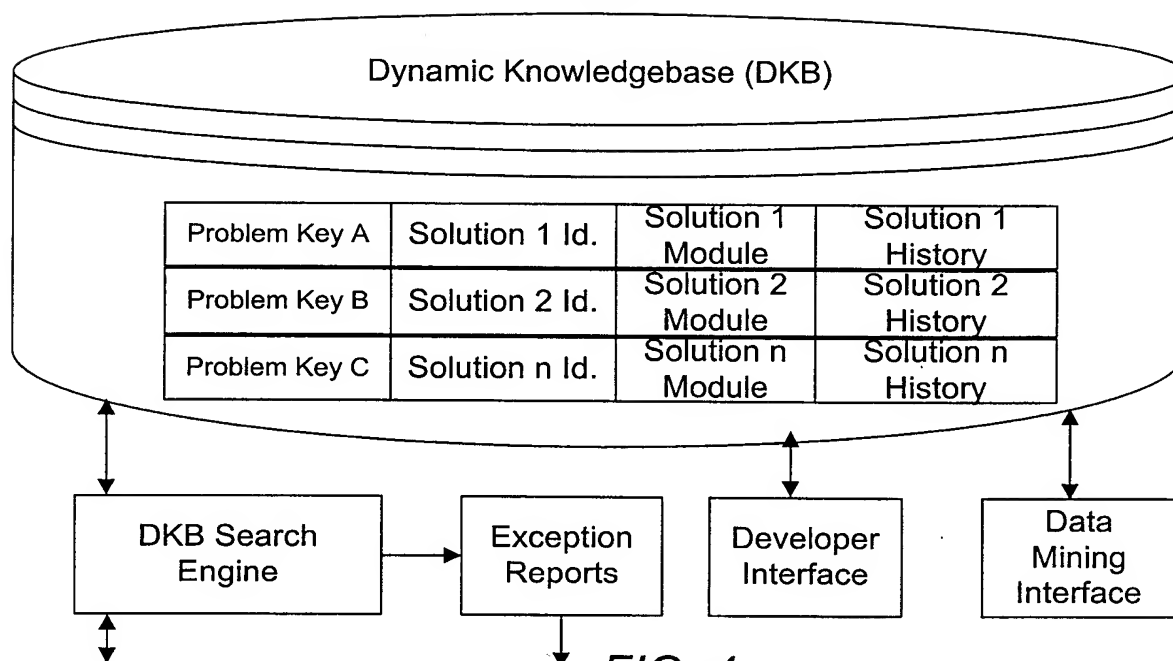 Dynamic Knowledgebase (DKB)
Problem Key A
Solution 1 Id.
Solution 1
Module
Solution 1
History
Problem Key B
Solution 2 Id.
Solution 2
Module
Solution 2
History
Problem Key C
Solution n Id.
Solution n
Module
Solution n
History
DKB Search
Engine
Exception
Reports
Developer
Interface
Data
Mining
Interface